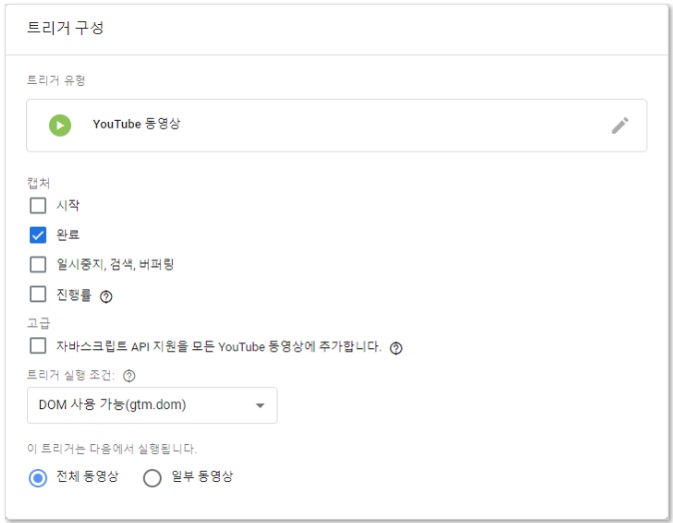 트리거 구성
트리거 유형
YouTube 동영상
캡처
시작
완료
일시중지, 검색, 버퍼링
진행률
고급
자바스크립트 API 지원을 모든 YouTube 동영상에 추가합니다.
트리거 실행 조건:
DOM 사용 가능(gtm.dom)
이 트리거는 다음에서 실행됩니다.
전체 동영상 일부 동영상